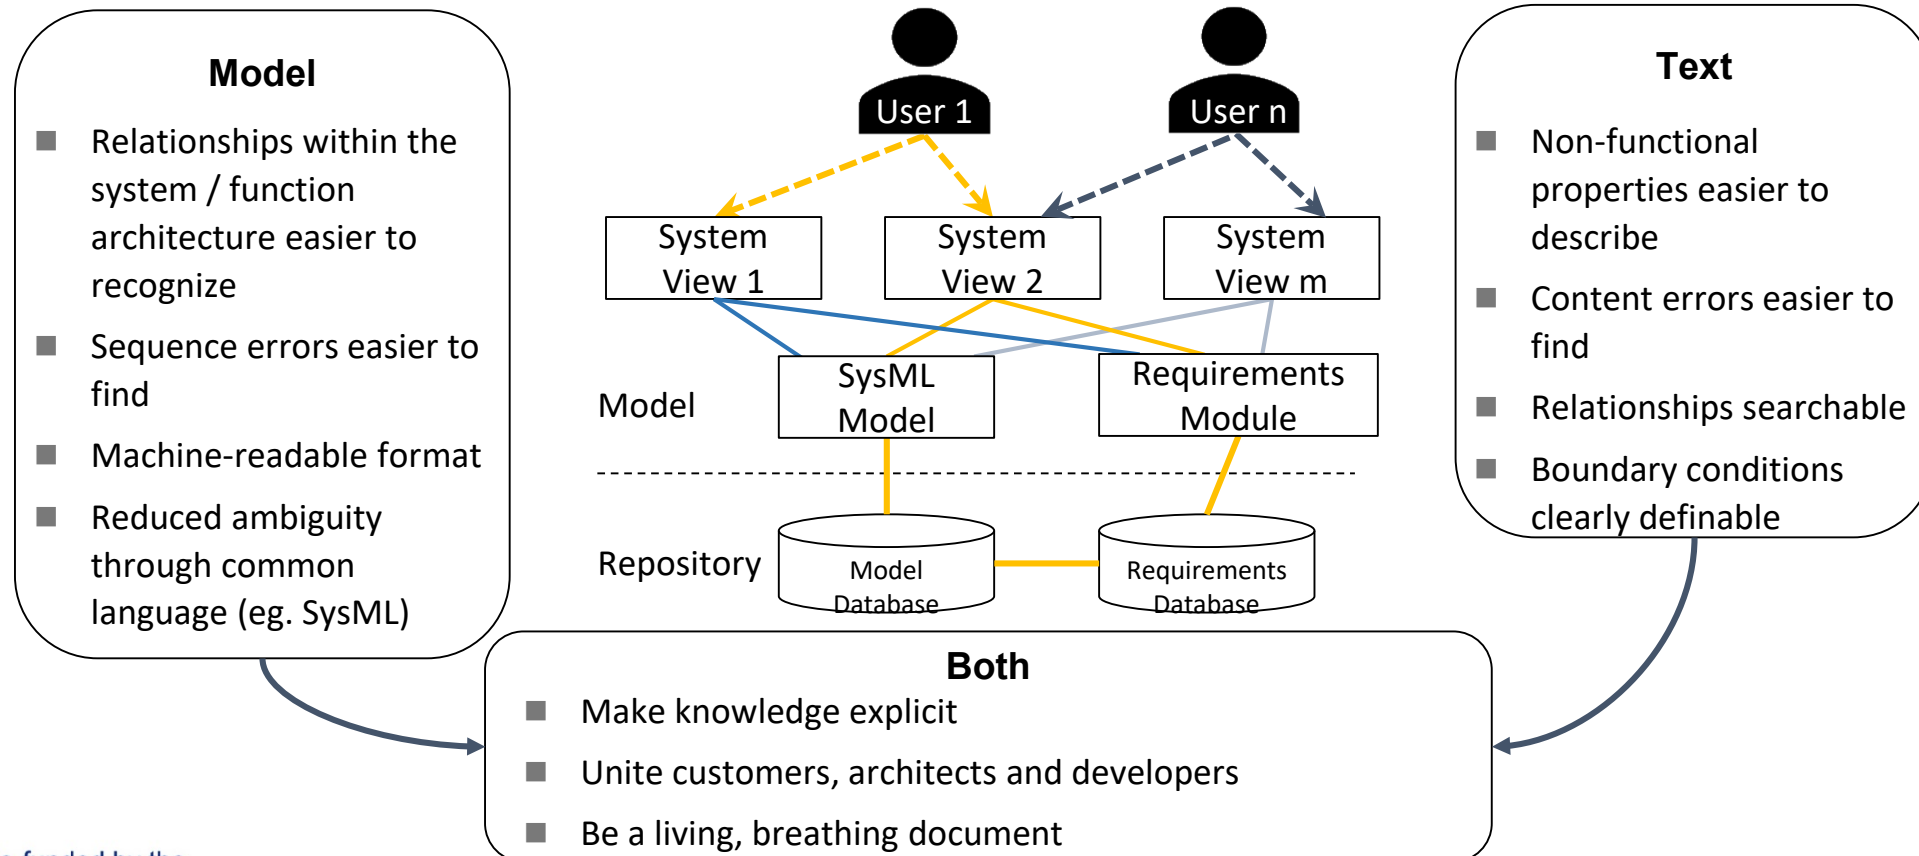 Model
Relationships within the
system / function
architecture easier to
recognize
Sequence errors easier to
find
Machine-readable format
Reduced ambiguity
through common
language (eg. SysML)
User 1
User n
System
View 1
System
View 2
System
View m
Model
SysML
Model
Requirements
Module
Repository
Model
Database
Requirements
Database
Text
Non-functional
properties easier to
describe
Content errors easier to
find
Relationships searchable
Boundary conditions
clearly definable
Both
Make knowledge explicit
Unite customers, architects and developers
Be a living, breathing document
funded by the